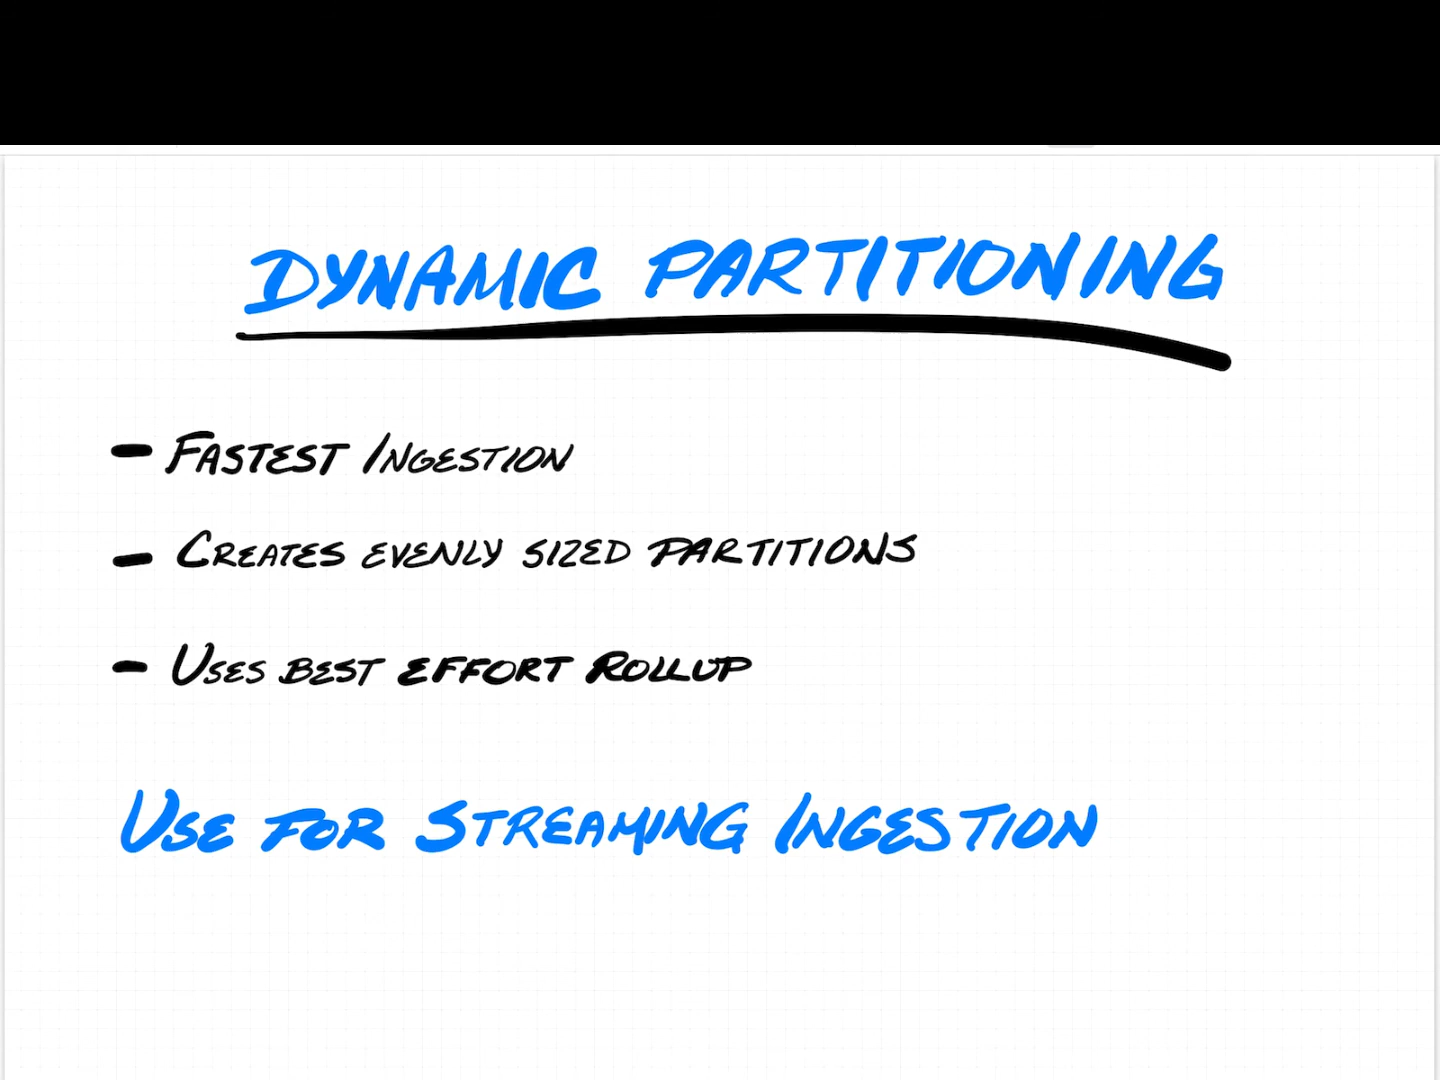 DYNAMIC PARTITIONING
- FASTEST INGESTION
- CREATES EVENLY SIZED PARTITIONS
- USES BEST EFFORT ROLLUP
USE FOR STREAMING INGESTION